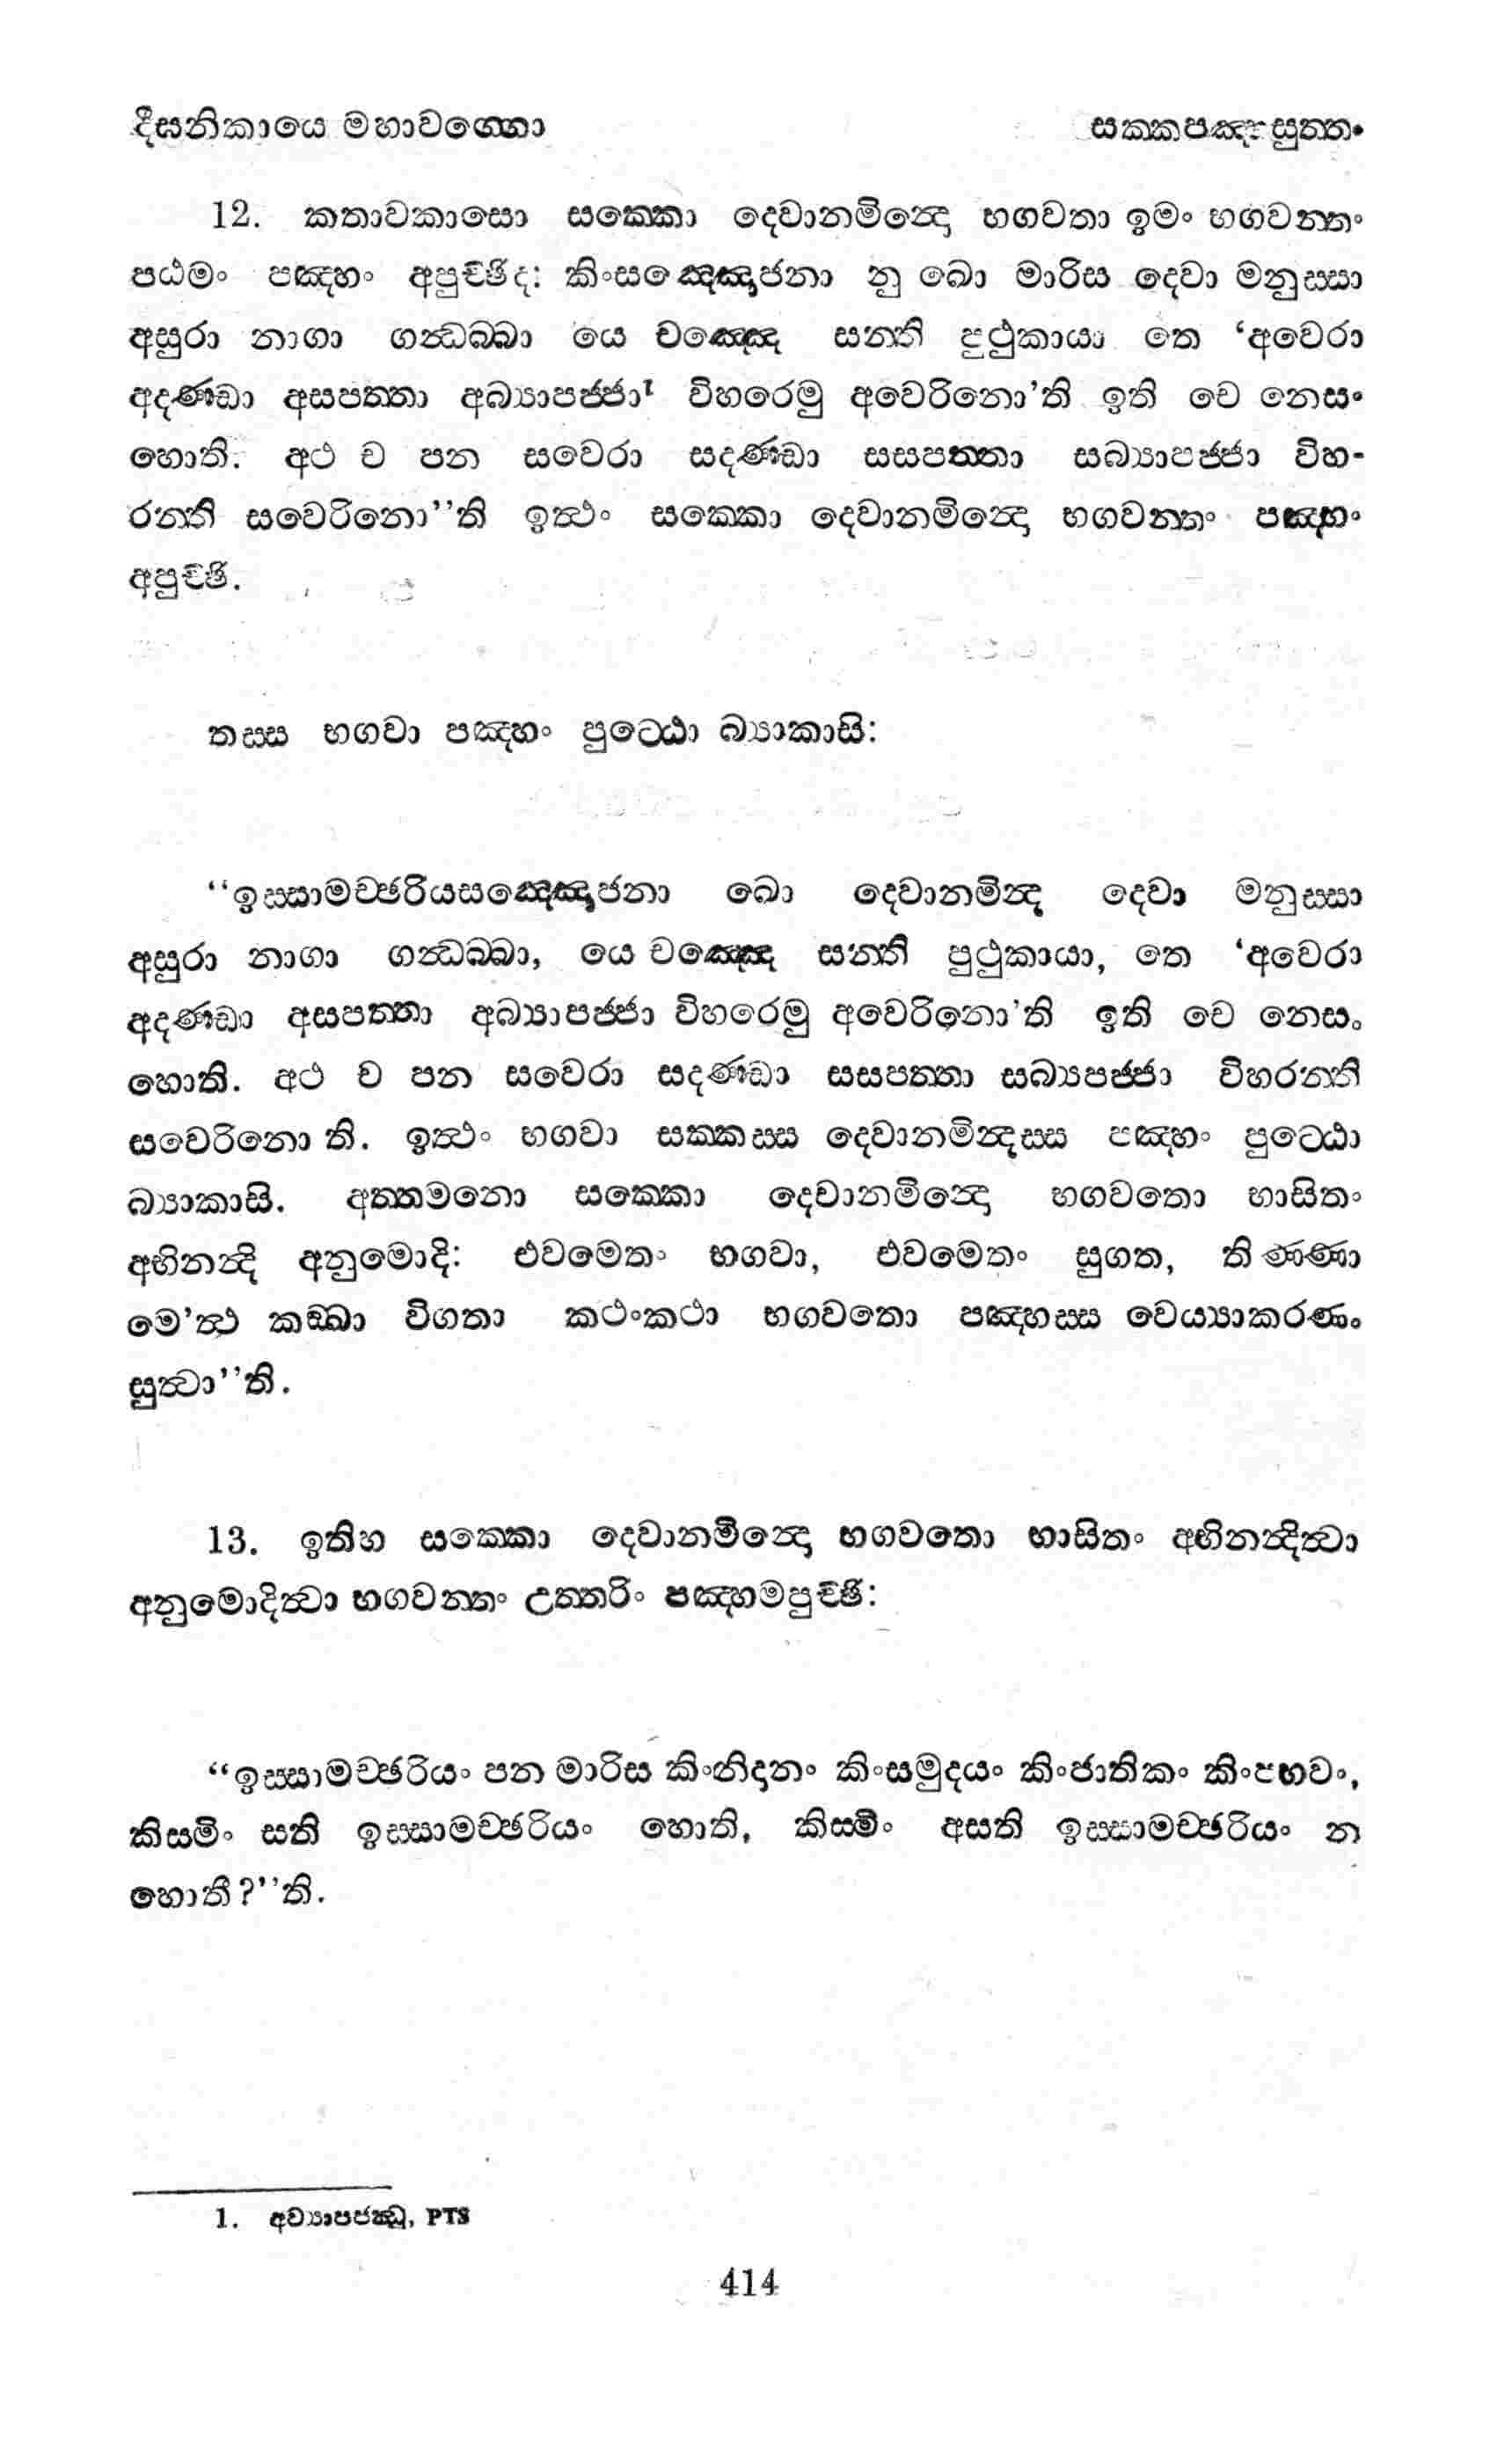 දීඝනිකායෙ මහාවග්ගො
සක්කපඤ්හසුත්තං
12. කතාවකාසො සක්කො දෙවානමින්දො භගවතා ඉමං භගවන්තං
පඨමං පඤ්හං අපුච්ඡිද: කිංසඤ්ඤොජනා නු ඛො මාරිස දෙවා මනුස්සා
අසුරා නාගා ගන්ධබ්බා යෙ චඤ්ඤෙ සන්ති පුථුකායා තෙ ‘අවෙරා
අදණ්ඩා අසපත්තා අබ්‍යාපජ්ජා¹ විහරෙමු අවෙරිනො’ති ඉති චෙ නෙසං
හොති. අථ ච පන සවෙරා සදණ්ඩා සසපත්තා සබ්‍යාපජ්ජා විහ-
රන්ති සවෙරිනො’’ති ඉත්ථං සක්කො දෙවානමින්දො භගවන්තං පඤ්හං
අපුච්ඡි.
තස්ස භගවා පඤ්හං පුට්ඨො බ්‍යාකාසි:
‘‘ඉස්සාමච්ඡරියසඤ්ඤොජනා ඛො දෙවානමින්ද දෙවා මනුස්සා
අසුරා නාගා ගන්ධබ්බා, යෙ චඤ්ඤෙ සන්ති පුථුකායා, තෙ ‘අවෙරා
අදණ්ඩා අසපත්තා අබ්‍යාපජ්ජා විහරෙමු අවෙරිනො’ති ඉති චෙ නෙසං
හොති. අථ ච පන සවෙරා සදණ්ඩා සසපත්තා සබ්‍යපජ්ජා විහරන්ති
සවෙරිනො ති. ඉත්ථං භගවා සක්කස්ස දෙවානමින්දස්ස පඤ්හං පුට්ඨො
බ්‍යාකාසි. අත්තමනො සක්කො දෙවානමින්දො භගවතො භාසිතං
අභිනන්දි අනුමොදි: එවමෙතං භගවා, එවමෙතං සුගත, තිණ්ණා
මෙ’ත්ථ කඞ්ඛා විගතා කථංකථා භගවතො පඤ්හස්ස වෙය්‍යාකරණං
සුත්වා’’ති.
13. ඉතිහ සක්කො දෙවානමින්දො භගවතො භාසිතං අභිනන්දිත්වා
අනුමොදිත්වා භගවන්තං උත්තරිං පඤ්හමපුච්ඡි:
‘‘ඉස්සාමච්ඡරියං පන මාරිස කිංනිදානං කිංසමුදයං කිංජාතිකං කිංපභවං,
කිස්මිං සති ඉස්සාමච්ඡරියං හොති, කිස්මිං අසති ඉස්සාමච්ඡරියං න
හොතී?’’ති.
1. අව්‍යාපජ්ඣා, PTS
414